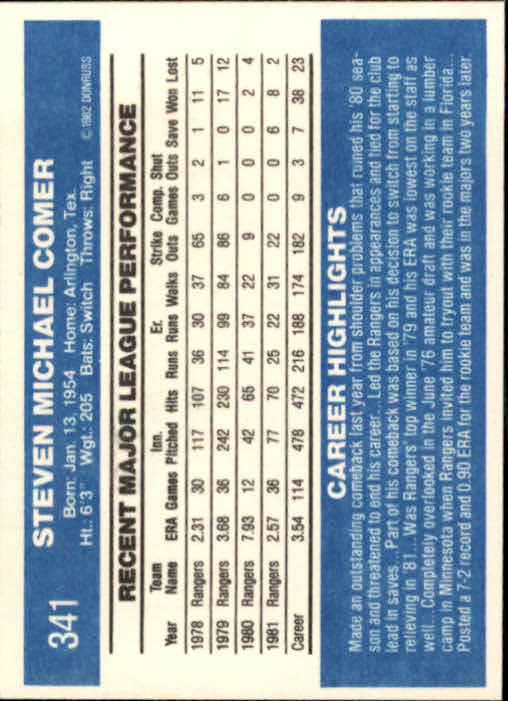 341
STEVEN MICHAEL COMER
Born: Jan. 13, 1954 Home: Arlington, Tex.
Ht.: 6'3" Wgt.: 205 Bats: Switch Throws: Right ©1982 DONRUSS
RECENT MAJOR LEAGUE PERFORMANCE
Team Inn. Er. Strike Comp. Shut
Year Name ERA Games Pitched Hits Runs Runs Walks Outs Games Outs Save Won Lost
1978 Rangers 2.31 30 117 107 36 30 37 65 3 2 1 11 5
1979 Rangers 3.68 36 242 230 114 99 84 86 6 1 0 17 12
1980 Rangers 7.93 12 42 65 41 37 22 9 0 0 0 2 4
1981 Rangers 2.57 36 77 70 25 22 31 22 0 0 6 8 2
Career 3.54 114 478 472 216 188 174 182 9 3 7 38 23
CAREER HIGHLIGHTS
Made an outstanding comeback last year from shoulder problems that ruined his '80 sea-
son and threatened to end his career... Led the Rangers in appearances and tied for the club
lead in saves... Part of his comeback was based on his decision to switch from starting to
relieving in '81... Was Rangers' top winner in '79 and his ERA was lowest on the staff as
well... Completely overlooked in the June '76 amateur draft and was working in a lumber
camp in Minnesota when Rangers invited him to tryout with their rookie team in Florida...
Posted a 7-2 record and 0.90 ERA for the rookie team and was in the majors two years later.